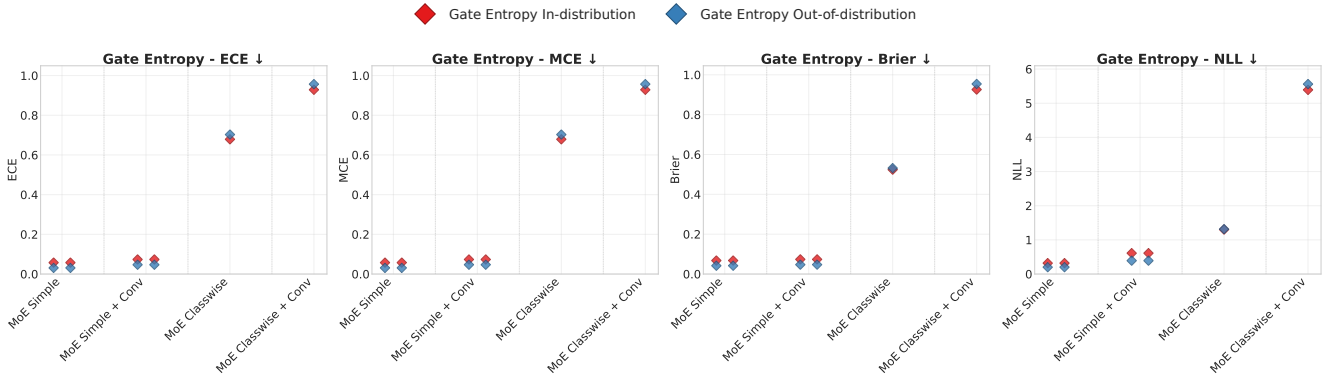 Gate Entropy In-distribution
Gate Entropy Out-of-distribution
Gate Entropy - ECE ↓
ECE
1.0
0.8
0.6
0.4
0.2
0.0
MoE Simple
MoE Simple + Conv
MoE Classwise
MoE Classwise + Conv
Gate Entropy - MCE ↓
MCE
1.0
0.8
0.6
0.4
0.2
0.0
MoE Simple
MoE Simple + Conv
MoE Classwise
MoE Classwise + Conv
Gate Entropy - Brier ↓
Brier
1.0
0.8
0.6
0.4
0.2
0.0
MoE Simple
MoE Simple + Conv
MoE Classwise
MoE Classwise + Conv
Gate Entropy - NLL ↓
NLL
6
5
4
3
2
1
0
MoE Simple
MoE Simple + Conv
MoE Classwise
MoE Classwise + Conv